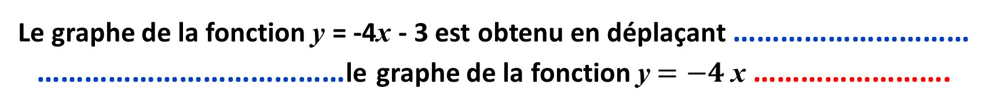 Le graphe de la fonction y = -4x - 3 est obtenu en déplaçant …………………………
…………………………………le graphe de la fonction y = −4 x …………………….